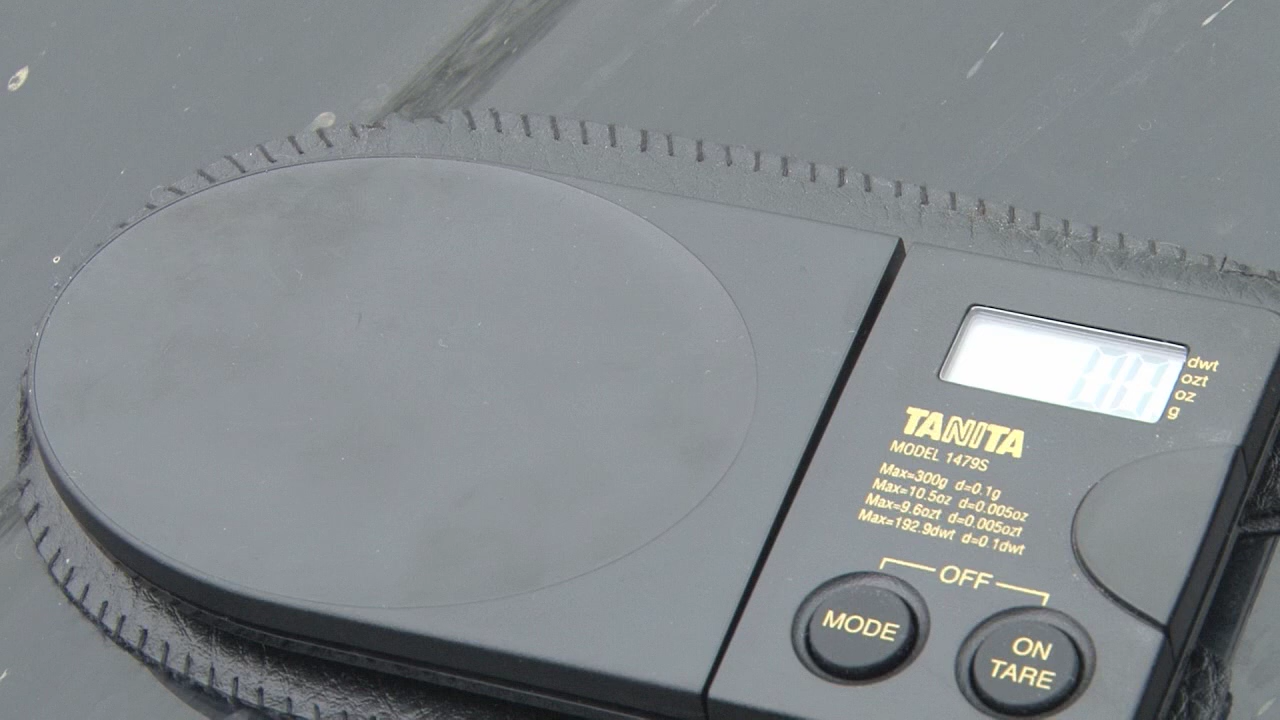 dwt
ozt
oz
g
TANITA
MODEL 1479S
Max=300g d=0.1g
Max=10.5oz d=0.005oz
Max=9.6ozt d=0.005ozt
Max=192.9dwt d=0.1dwt
OFF
MODE
ON
TARE